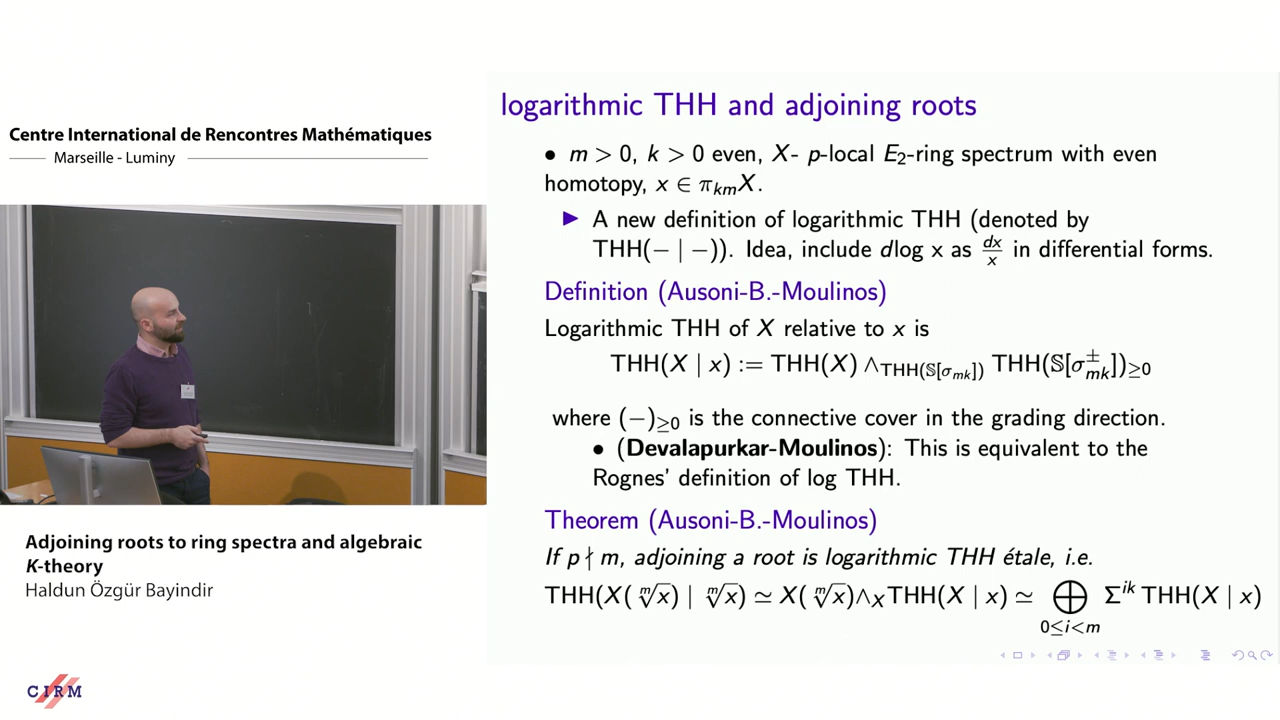 Centre International de Rencontres Mathématiques
Marseille - Luminy
logarithmic THH and adjoining roots
• m > 0, k > 0 even, X- p-local E₂-ring spectrum with even
homotopy, x ∈ π_{km}X.
▶ A new definition of logarithmic THH (denoted by
THH(− | −)). Idea, include dlog x as dx/x in differential forms.
Definition (Ausoni-B.-Moulinos)
Logarithmic THH of X relative to x is
THH(X | x) := THH(X) ∧_{THH(𝕊[σ_{mk}])} THH(𝕊[σ^±_{mk}])_{≥0}
where (−)_{≥0} is the connective cover in the grading direction.
• (Devalapurkar-Moulinos): This is equivalent to the
Rognes' definition of log THH.
Theorem (Ausoni-B.-Moulinos)
If p ∤ m, adjoining a root is logarithmic THH étale, i.e.
THH(X(ᵐ√x) | ᵐ√x) ≃ X(ᵐ√x)∧_X THH(X | x) ≃ ⊕_{0≤i<m} Σ^{ik} THH(X | x)
Adjoining roots to ring spectra and algebraic
K-theory
Haldun Özgür Bayindir
CIRM